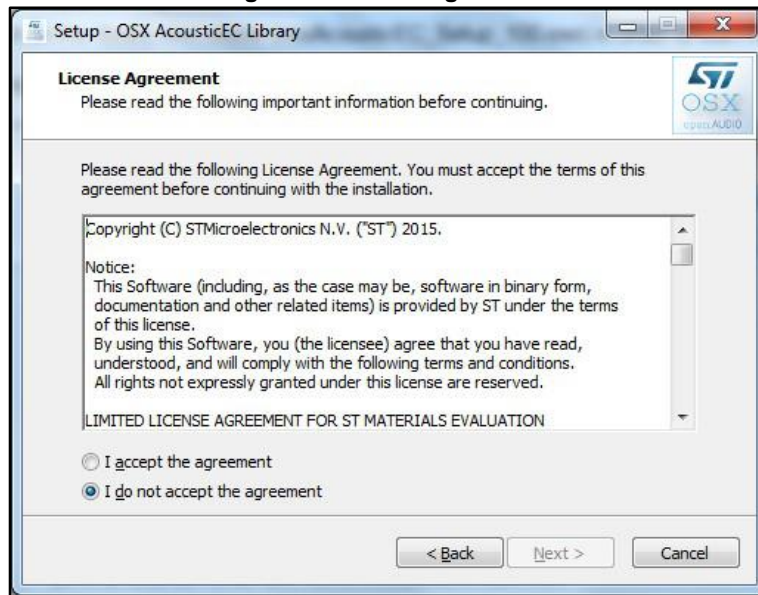 Setup - OSX AcousticEC Library
License Agreement
Please read the following important information before continuing.
ST
OSX
open.AUDIO
Please read the following License Agreement. You must accept the terms of this
agreement before continuing with the installation.
Copyright (C) STMicroelectronics N.V. ("ST") 2015.
Notice:
This Software (including, as the case may be, software in binary form,
documentation and other related items) is provided by ST under the terms
of this license.
By using this Software, you (the licensee) agree that you have read,
understood, and will comply with the following terms and conditions.
All rights not expressly granted under this license are reserved.
LIMITED LICENSE AGREEMENT FOR ST MATERIALS EVALUATION
I accept the agreement
I do not accept the agreement
< Back Next > Cancel